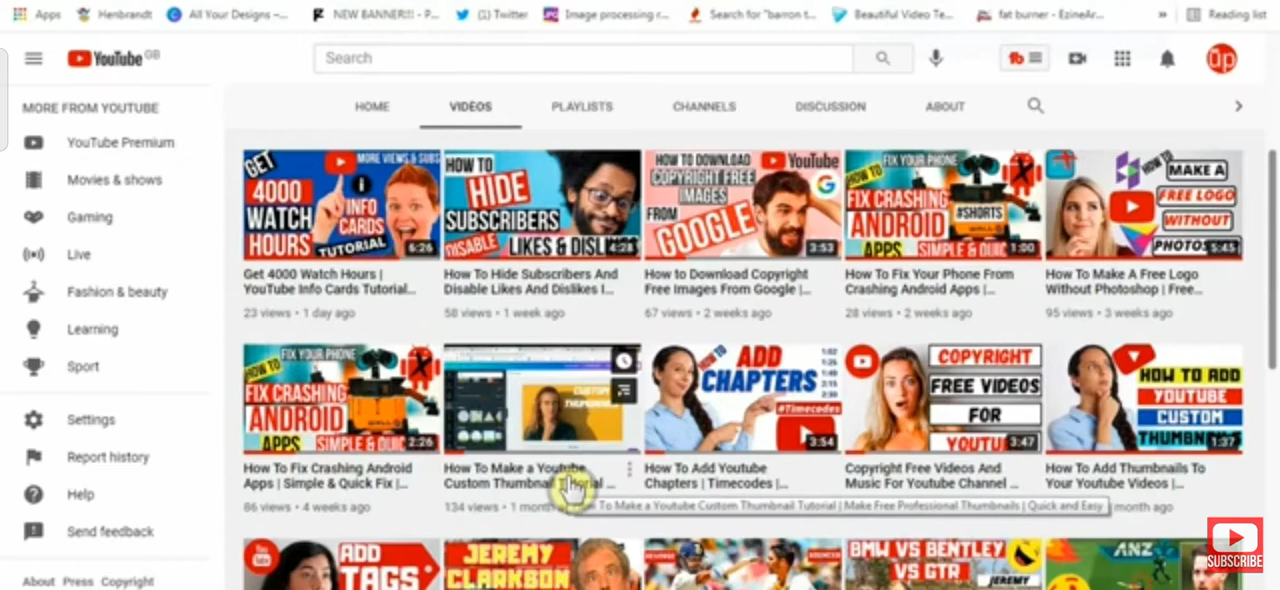 Apps Henbrandt All Your Designs –... NEW BANNER!!! - P... (1) Twitter Image processing r... Search for "barron t... Beautiful Video Te... fat burner - EzineAr... » Reading list
YouTube GB Search
MORE FROM YOUTUBE
YouTube Premium
Movies & shows
Gaming
Live
Fashion & beauty
Learning
Sport
Settings
Report history
Help
Send feedback
About Press Copyright
HOME VIDEOS PLAYLISTS CHANNELS DISCUSSION ABOUT
GET
4000
WATCH
HOURS
MORE VIEWS & SUBS
INFO
CARDS
TUTORIAL
6:26
HOW TO
HIDE
SUBSCRIBERS
DISABLE LIKES & DISLIK
HOW TO DOWNLOAD
COPYRIGHT FREE
IMAGES
FROM
GOOGLE
YouTube
3:53
FIX YOUR PHONE
HOW TO
FIX CRASHING
ANDROID
APPS SIMPLE & QUIC
#SHORTS
1:00
HOW TO
MAKE A
FREE LOGO
WITHOUT
PHOTOS
5:45
Get 4000 Watch Hours |
YouTube Info Cards Tutorial...
23 views • 1 day ago
How To Hide Subscribers And
Disable Likes And Dislikes I...
58 views • 1 week ago
How to Download Copyright
Free Images From Google |...
67 views • 2 weeks ago
How To Fix Your Phone From
Crashing Android Apps |...
28 views • 2 weeks ago
How To Make A Free Logo
Without Photoshop | Free...
95 views • 3 weeks ago
FIX YOUR PHONE
HOW TO
FIX CRASHING
ANDROID
APPS SIMPLE & QUIC
2:26
CUSTOM
THUMBNAIL
HOW TO
ADD
CHAPTERS
#Timecodes
3:54
COPYRIGHT
FREE VIDEOS
FOR
YOUTU
3:47
HOW TO ADD
YOUTUBE
CUSTOM
THUMBN
1:37
How To Fix Crashing Android
Apps | Simple & Quick Fix |...
86 views • 4 weeks ago
How To Make a Youtube
Custom Thumbnail Tutorial ...
134 views • 1 month
How To Add Youtube
Chapters | Timecodes |...
Copyright Free Videos And
Music For Youtube Channel ...
How To Add Thumbnails To
Your Youtube Videos |...
To Make a Youtube Custom Thumbnail Tutorial | Make Free Professional Thumbnails | Quick and Easy
month ago
You Tube
ADD
TAGS
JEREMY
CLARKSON
REVERSE
BMW VS BENTLEY
VS GTR
JEREMY
ANZ
SUBSCRIBE